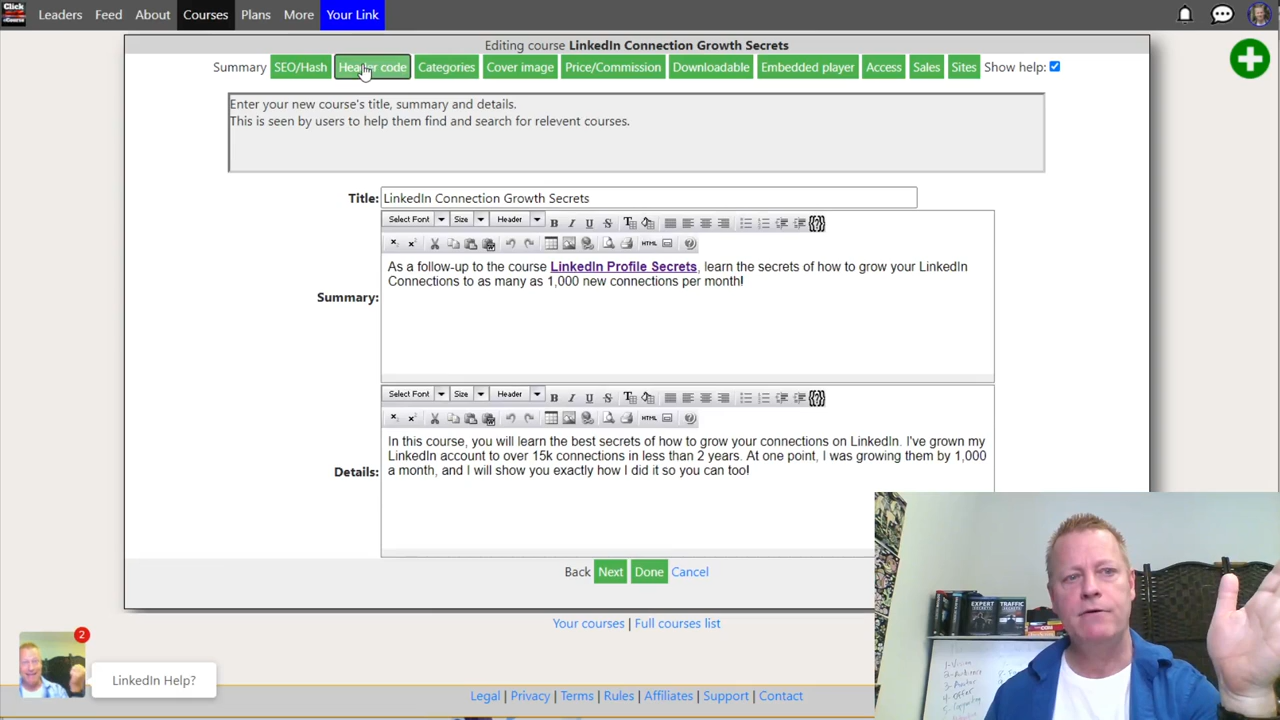 Click
eCourse
Leaders Feed About Courses Plans More Your Link
Editing course LinkedIn Connection Growth Secrets
Summary SEO/Hash Header code Categories Cover image Price/Commission Downloadable Embedded player Access Sales Sites Show help:
Enter your new course's title, summary and details.
This is seen by users to help them find and search for relevent courses.
Title: LinkedIn Connection Growth Secrets
Select Font Size Header B I U S
HTML
As a follow-up to the course LinkedIn Profile Secrets, learn the secrets of how to grow your LinkedIn
Connections to as many as 1,000 new connections per month!
Summary:
Select Font Size Header B I U S
HTML
In this course, you will learn the best secrets of how to grow your connections on LinkedIn. I've grown my
LinkedIn account to over 15k connections in less than 2 years. At one point, I was growing them by 1,000
a month, and I will show you exactly how I did it so you can too!
Details:
Back Next Done Cancel
Your courses | Full courses list
2
LinkedIn Help?
Legal | Privacy | Terms | Rules | Affiliates | Support | Contact
EXPERT
SECRETS
TRAFFIC
SECRETS